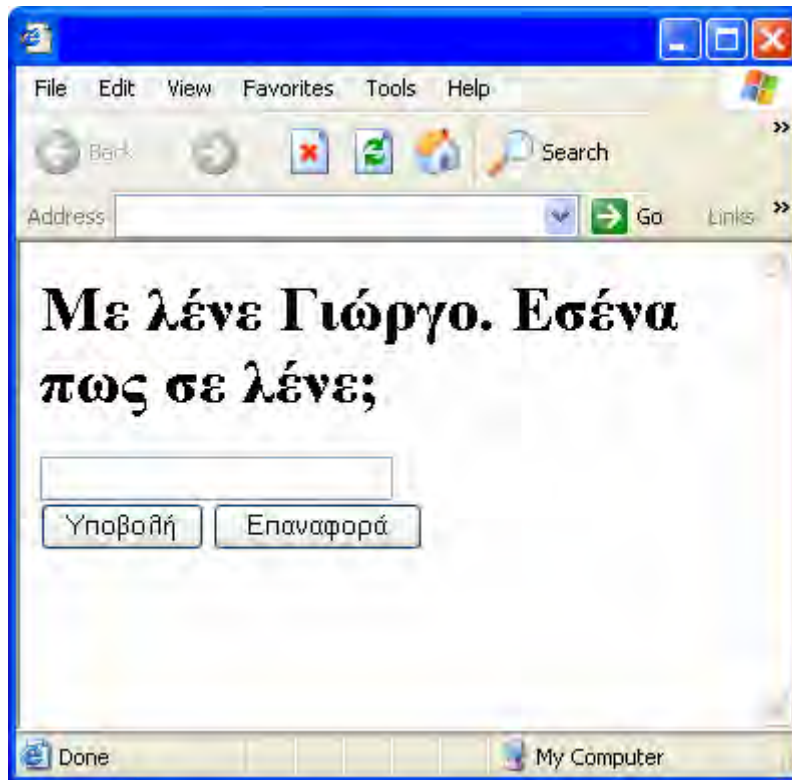 File Edit View Favorites Tools Help
Back Search
Address Go Links
Με λένε Γιώργο. Εσένα
πως σε λένε;
Υποβολή Επαναφορά
Done My Computer